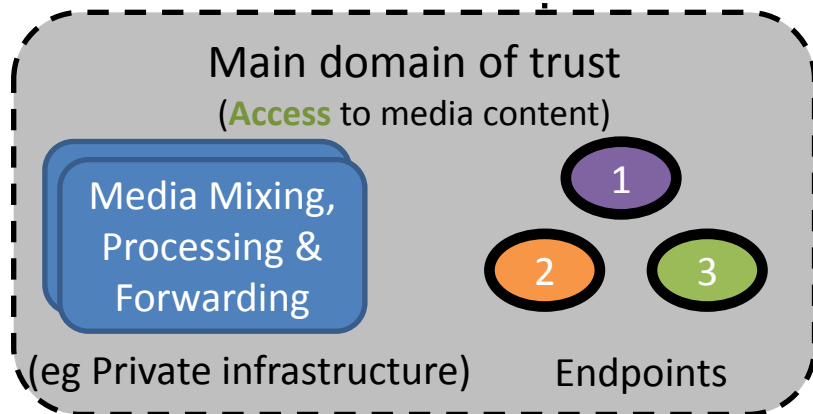 Main domain of trust
(Access to media content)
Media Mixing,
Processing &
Forwarding
1
2
3
(eg Private infrastructure)
Endpoints